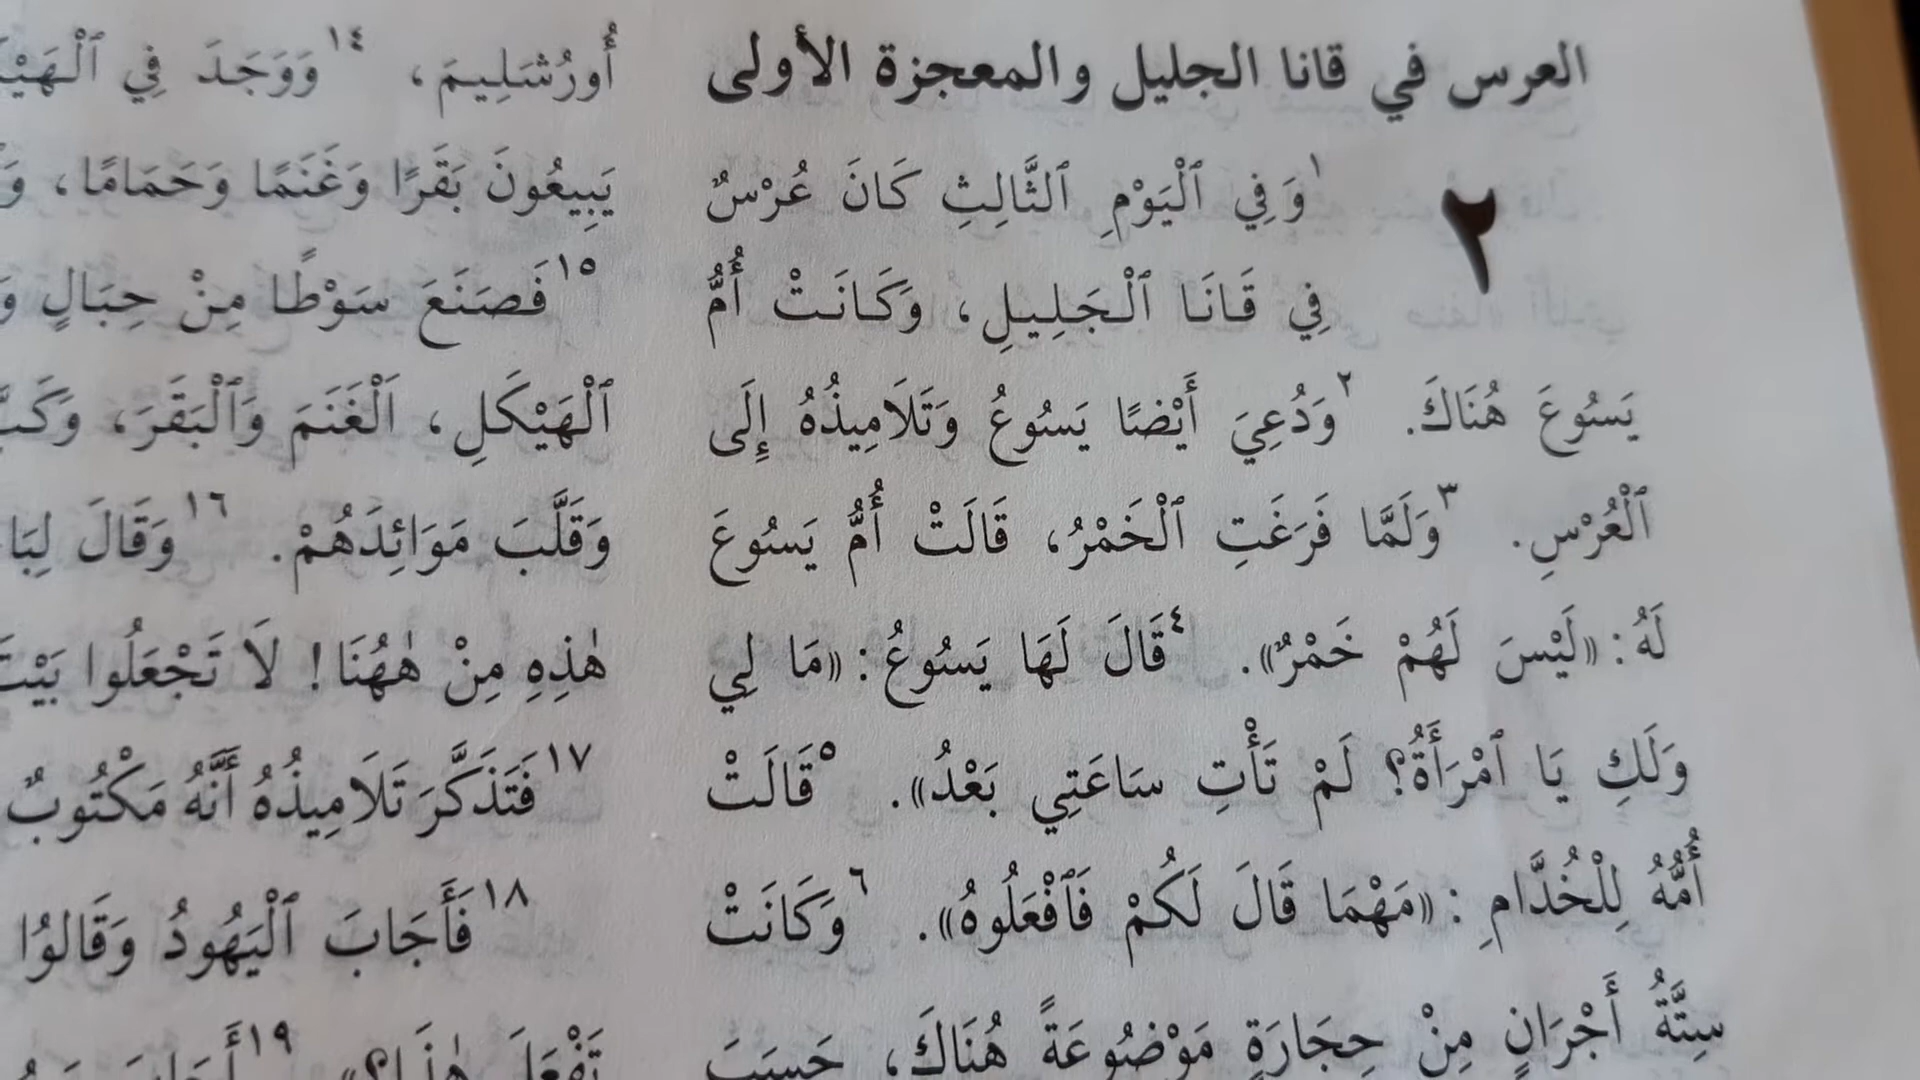 العرس في قانا الجليل والمعجزة الأولى
٢
١وَفِي ٱلْيَوْمِ ٱلثَّالِثِ كَانَ عُرْسٌ
فِي قَانَا ٱلْجَلِيلِ، وَكَانَتْ أُمُّ
يَسُوعَ هُنَاكَ. ٢وَدُعِيَ أَيْضًا يَسُوعُ وَتَلَامِيذُهُ إِلَى
ٱلْعُرْسِ. ٣وَلَمَّا فَرَغَتِ ٱلْخَمْرُ، قَالَتْ أُمُّ يَسُوعَ
لَهُ: «لَيْسَ لَهُمْ خَمْرٌ». ٤قَالَ لَهَا يَسُوعُ: «مَا لِي
وَلَكِ يَا ٱمْرَأَةُ؟ لَمْ تَأْتِ سَاعَتِي بَعْدُ». ٥قَالَتْ
أُمُّهُ لِلْخُدَّامِ: «مَهْمَا قَالَ لَكُمْ فَٱفْعَلُوهُ». ٦وَكَانَتْ
سِتَّةُ أَجْرَانٍ مِنْ حِجَارَةٍ مَوْضُوعَةً هُنَاكَ، حَسَبَ
أُورُشَلِيمَ، ١٤وَوَجَدَ فِي
يَبِيعُونَ بَقَرًا وَغَنَمًا وَحَمَامًا،
١٥فَصَنَعَ سَوْطًا مِنْ حِبَالٍ
ٱلْهَيْكَلِ، اَلْغَنَمَ وَٱلْبَقَرَ،
وَقَلَّبَ مَوَائِدَهُمْ. ١٦وَقَالَ
هٰذِهِ مِنْ هٰهُنَا! لَا تَجْعَلُوا
١٧فَتَذَكَّرَ تَلَامِيذُهُ أَنَّهُ مَكْتُوبٌ
١٨فَأَجَابَ ٱلْيَهُودُ وَقَالُوا
تَفْعَلَ هٰذَا؟» ١٩